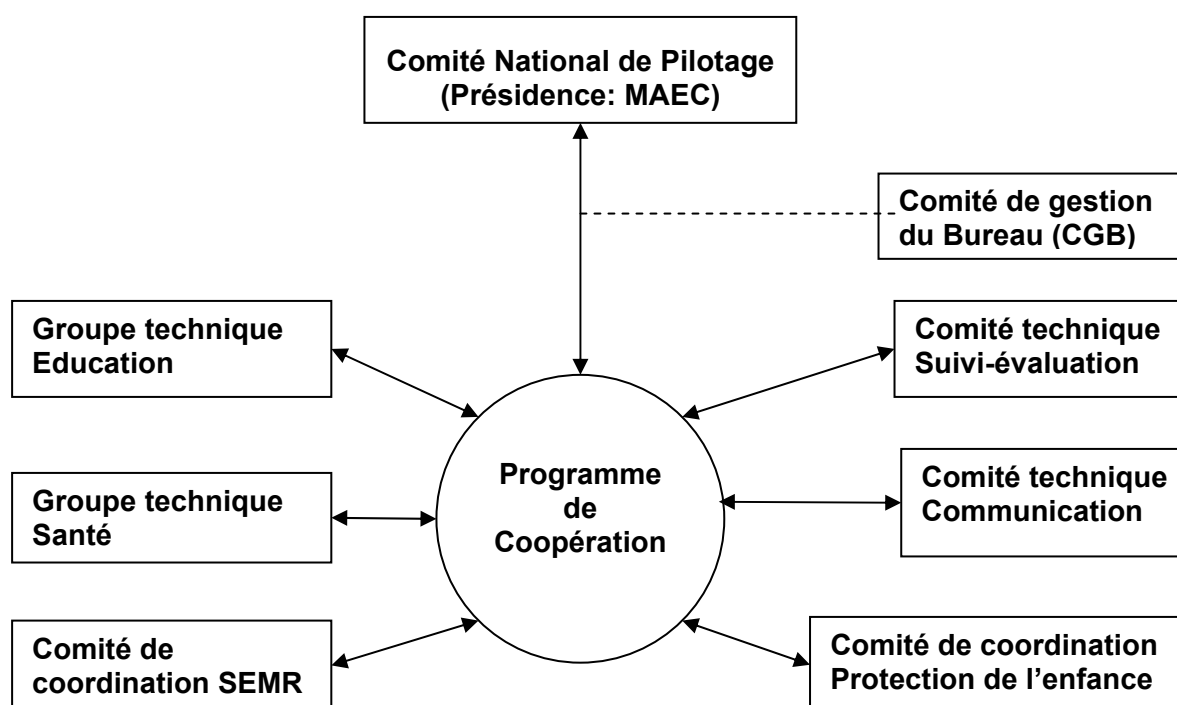 Comité National de Pilotage
(Présidence: MAEC)
Comité de gestion
du Bureau (CGB)
Groupe technique
Education
Comité technique
Suivi-évaluation
Programme
de
Coopération
Groupe technique
Santé
Comité technique
Communication
Comité de
coordination SEMR
Comité de coordination
Protection de l’enfance